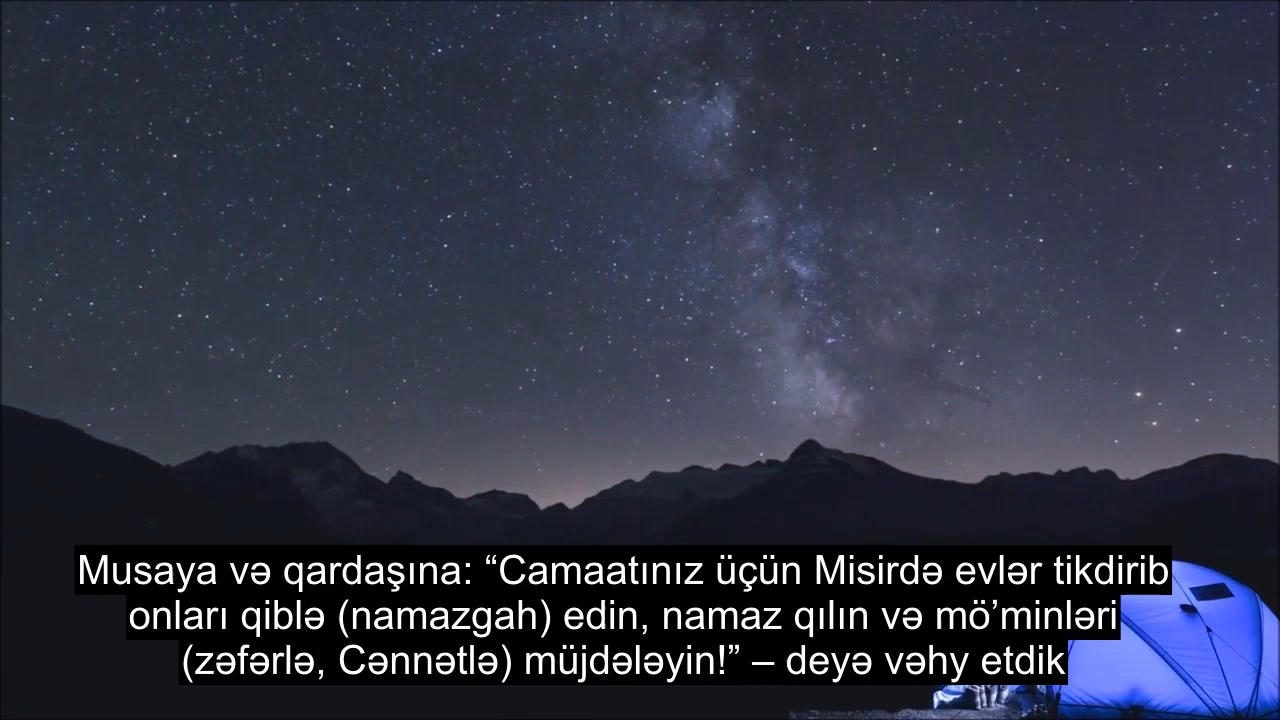 Musaya və qardaşına: “Camaatınız üçün Misirdə evlər tikdirib
onları qiblə (namazgah) edin, namaz qılın və mö’minləri
(zəfərlə, Cənnətlə) müjdələyin!” – deyə vəhy etdik